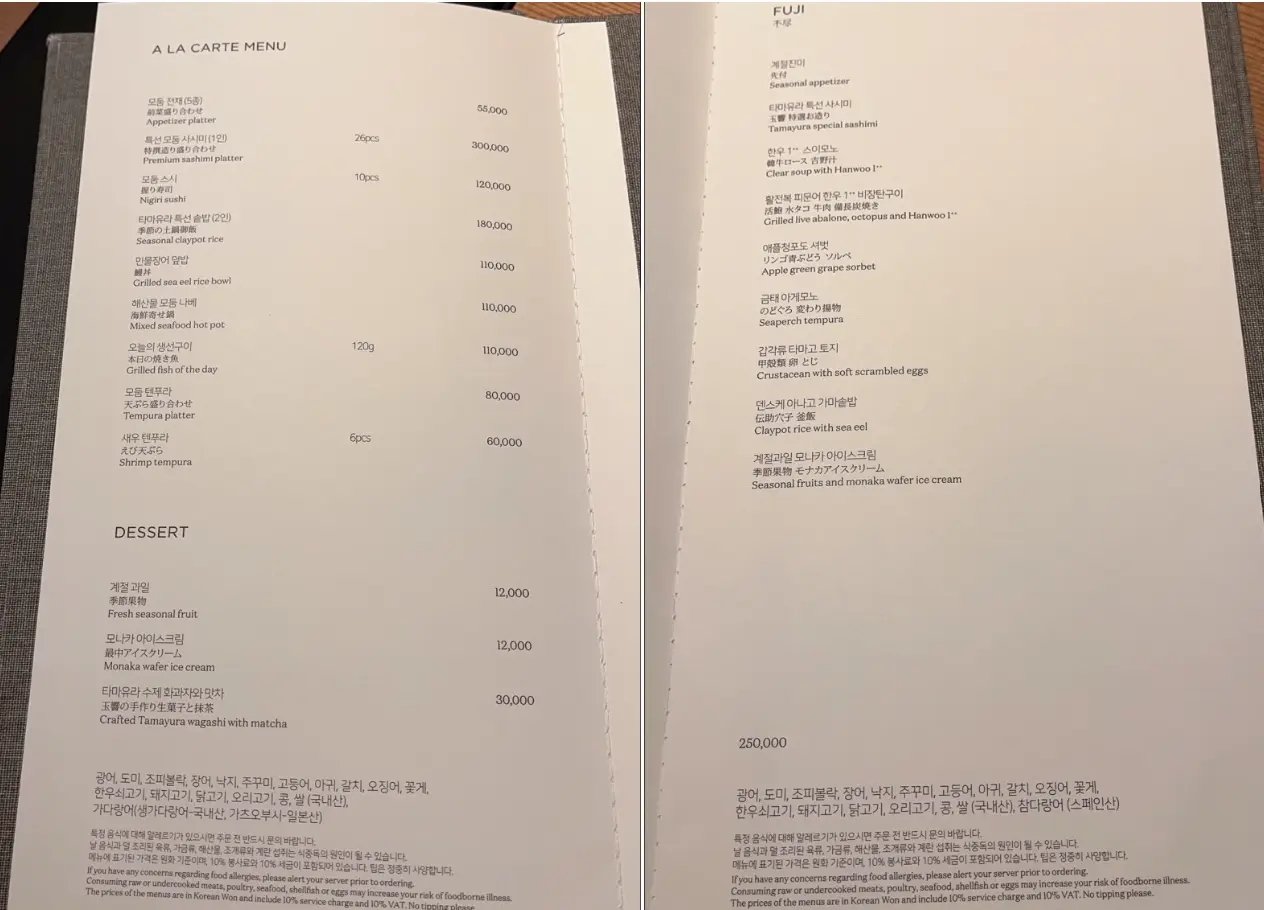 A LA CARTE MENU
모둠 전채 (5종)
前菜盛り合わせ
Appetizer platter
55,000
특선 모둠 사시미 (1인)
特撰造り盛り合わせ
Premium sashimi platter
26pcs
300,000
모둠 스시
握り寿司
Nigiri sushi
10pcs
120,000
타마유라 특선 솥밥 (2인)
季節の土鍋御飯
Seasonal claypot rice
180,000
민물장어 덮밥
鰻丼
Grilled sea eel rice bowl
110,000
해산물 모둠 나베
海鮮寄せ鍋
Mixed seafood hot pot
110,000
오늘의 생선구이
本日の焼き魚
Grilled fish of the day
120g
110,000
모둠 텐푸라
天ぷら盛り合わせ
Tempura platter
80,000
새우 텐푸라
えび天ぷら
Shrimp tempura
6pcs
60,000
DESSERT
계절 과일
季節果物
Fresh seasonal fruit
12,000
모나카 아이스크림
最中アイスクリーム
Monaka wafer ice cream
12,000
타마유라 수제 화과자와 맛차
玉響の手作り生菓子と抹茶
Crafted Tamayura wagashi with matcha
30,000
광어, 도미, 조피볼락, 장어, 낙지, 주꾸미, 고등어, 아귀, 갈치, 오징어, 꽃게,
한우쇠고기, 돼지고기, 닭고기, 오리고기, 콩, 쌀 (국내산),
가다랑어(생가다랑어-국내산, 가츠오부시-일본산)
특정 음식에 대해 알레르기가 있으시면 주문 전 반드시 문의 바랍니다.
날 음식과 덜 조리된 육류, 가금류, 해산물, 조개류와 계란 섭취는 식중독의 원인이 될 수 있습니다.
메뉴에 표기된 가격은 원화 기준이며, 10% 봉사료와 10% 세금이 포함되어 있습니다. 팁은 정중히 사양합니다.
If you have any concerns regarding food allergies, please alert your server prior to ordering.
Consuming raw or undercooked meats, poultry, seafood, shellfish or eggs may increase your risk of foodborne illness.
The prices of the menus are in Korean Won and include 10% service charge and 10% VAT. No tipping please.
FUJI
不尽
계절진미
先付
Seasonal appetizer
타마유라 특선 사시미
玉響 特選お造り
Tamayura special sashimi
한우 1⁺⁺ 스이모노
韓牛ロース 吉野汁
Clear soup with Hanwoo 1⁺⁺
활전복 피문어 한우 1⁺⁺ 비장탄구이
活鮑 水タコ 牛肉 備長炭焼き
Grilled live abalone, octopus and Hanwoo 1⁺⁺
애플청포도 셔벗
リンゴ青ぶどう ソルベ
Apple green grape sorbet
금태 아게모노
のどぐろ 変わり揚物
Seaperch tempura
갑각류 타마고 토지
甲殻類 卵 とじ
Crustacean with soft scrambled eggs
덴스케 아나고 가마솥밥
伝助穴子 釜飯
Claypot rice with sea eel
계절과일 모나카 아이스크림
季節果物 モナカアイスクリーム
Seasonal fruits and monaka wafer ice cream
250,000
광어, 도미, 조피볼락, 장어, 낙지, 주꾸미, 고등어, 아귀, 갈치, 오징어, 꽃게,
한우쇠고기, 돼지고기, 닭고기, 오리고기, 콩, 쌀 (국내산), 참다랑어 (스페인산)
특정 음식에 대해 알레르기가 있으시면 주문 전 반드시 문의 바랍니다.
날 음식과 덜 조리된 육류, 가금류, 해산물, 조개류와 계란 섭취는 식중독의 원인이 될 수 있습니다.
메뉴에 표기된 가격은 원화 기준이며, 10% 봉사료와 10% 세금이 포함되어 있습니다. 팁은 정중히 사양합니다.
If you have any concerns regarding food allergies, please alert your server prior to ordering.
Consuming raw or undercooked meats, poultry, seafood, shellfish or eggs may increase your risk of foodborne illness.
The prices of the menus are in Korean Won and include 10% service charge and 10% VAT. No tipping please.